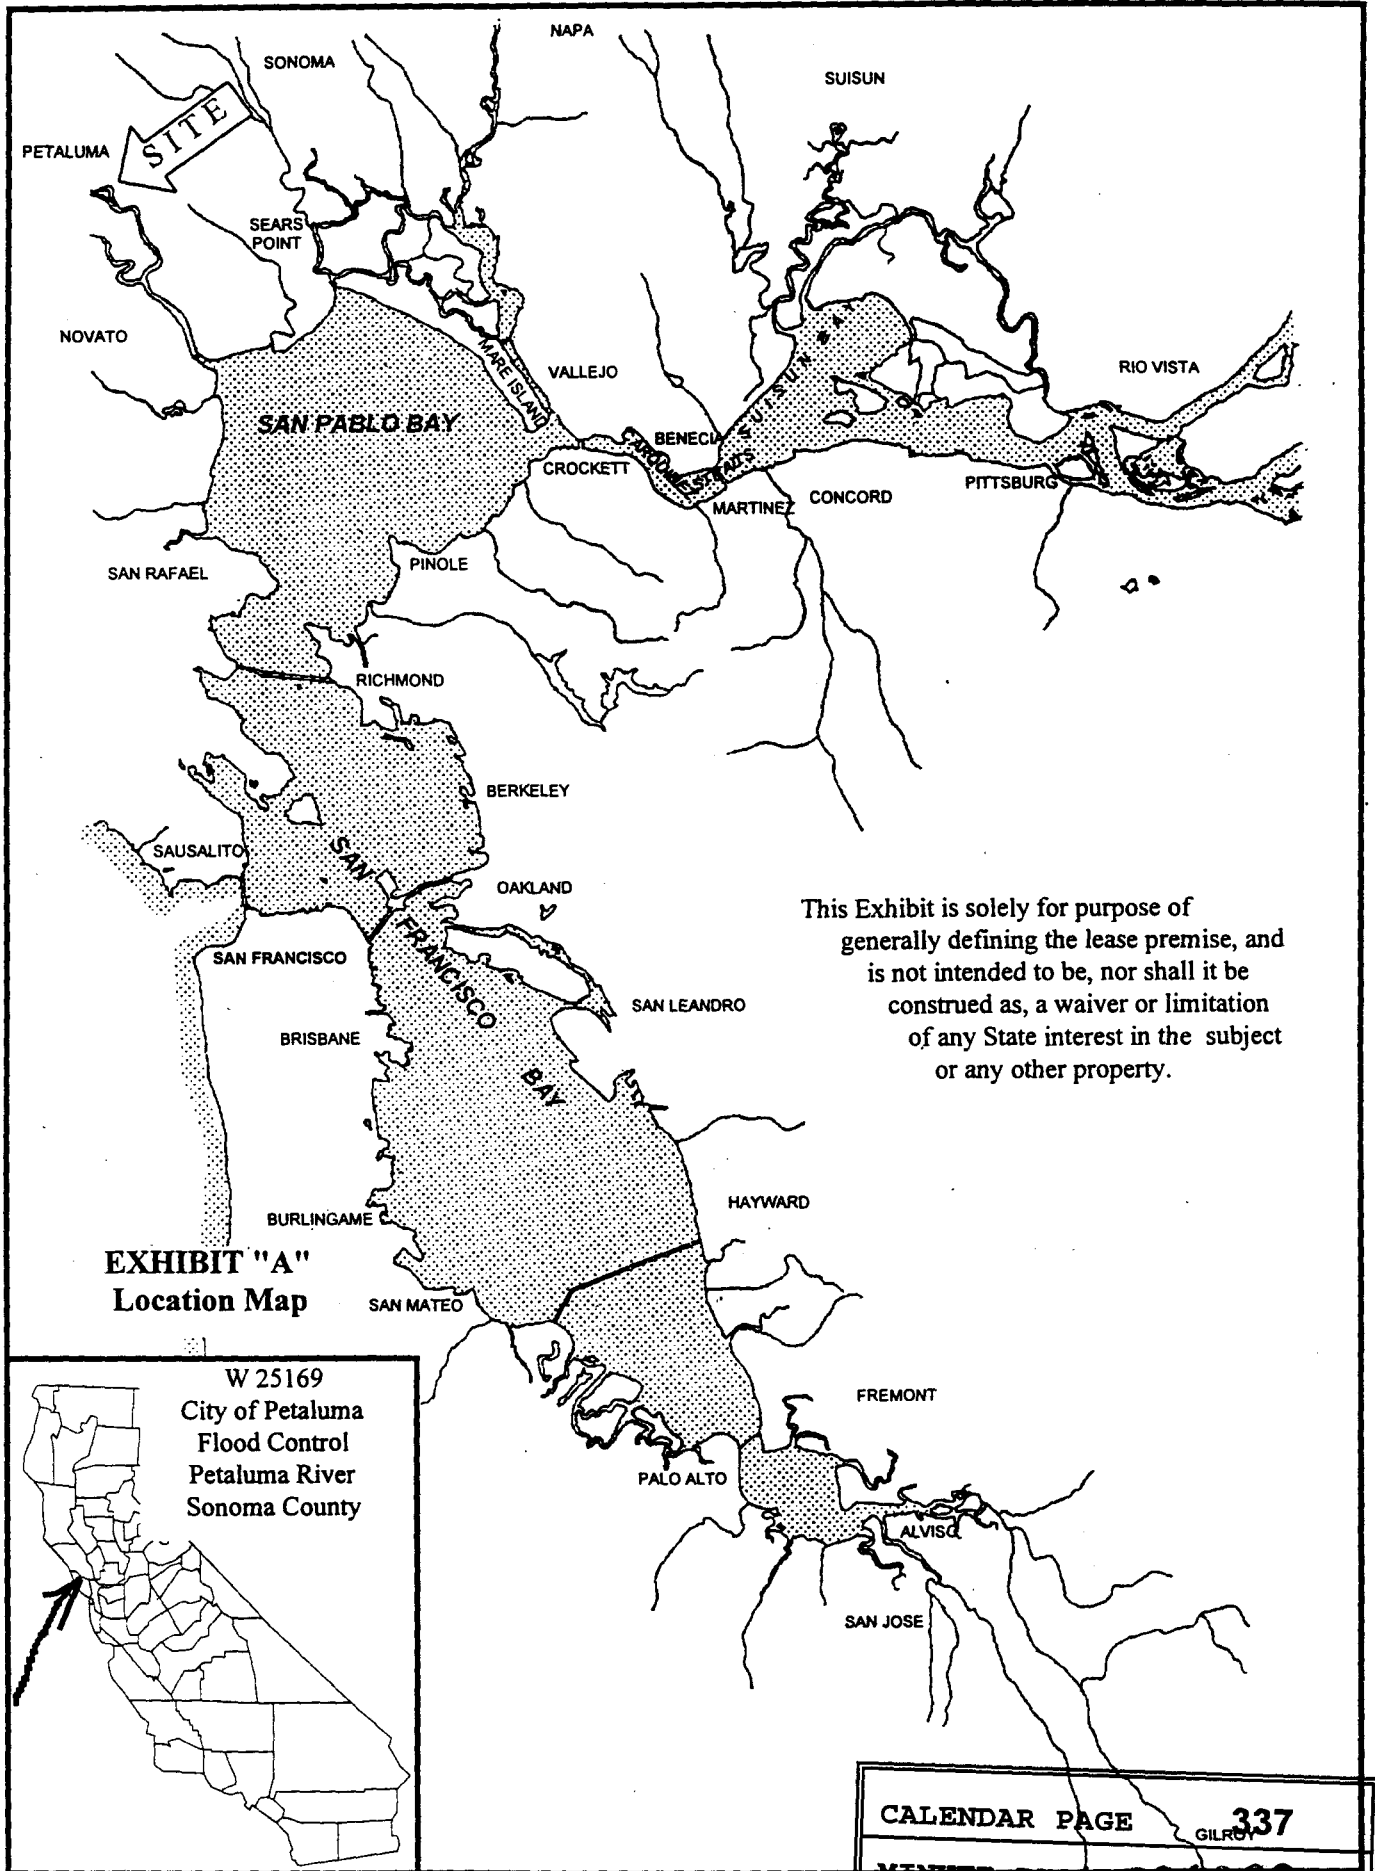 NAPA
SONOMA
SUISUN
SITE
PETALUMA
SEARS
POINT
NOVATO
MARE ISLAND
VALLEJO
SUISUN BAY
RIO VISTA
SAN PABLO BAY
BENECIA
CROCKETT
STRAITS
PITTSBURG
MARTINEZ
CONCORD
PINOLE
SAN RAFAEL
RICHMOND
BERKELEY
SAUSALITO
SAN FRANCISCO BAY
OAKLAND
This Exhibit is solely for purpose of
generally defining the lease premise, and
is not intended to be, nor shall it be
construed as, a waiver or limitation
of any State interest in the subject
or any other property.
SAN FRANCISCO
SAN LEANDRO
BRISBANE
HAYWARD
BURLINGAME
EXHIBIT "A"
Location Map
SAN MATEO
W 25169
City of Petaluma
Flood Control
Petaluma River
Sonoma County
FREMONT
PALO ALTO
ALVISO
SAN JOSE
CALENDAR PAGE 337
GILROY